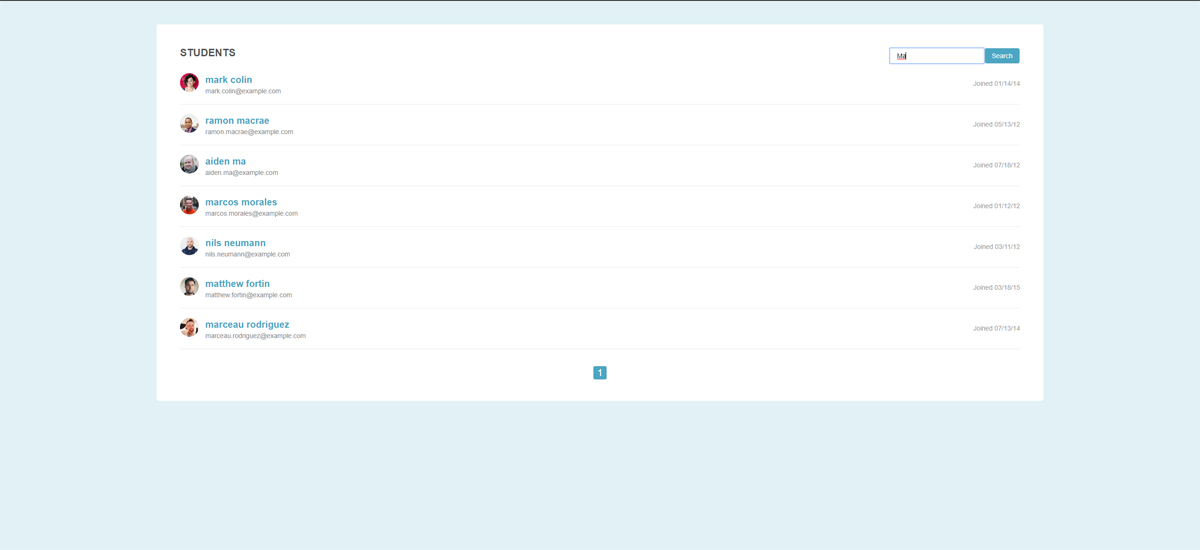 STUDENTS
Ma
Search
mark colin
mark.colin@example.com
Joined 01/14/14
ramon macrae
ramon.macrae@example.com
Joined 05/13/12
aiden ma
aiden.ma@example.com
Joined 07/18/12
marcos morales
marcos.morales@example.com
Joined 01/12/12
nils neumann
nils.neumann@example.com
Joined 03/11/12
matthew fortin
matthew.fortin@example.com
Joined 03/18/15
marceau rodriguez
marceau.rodriguez@example.com
Joined 07/13/14
1